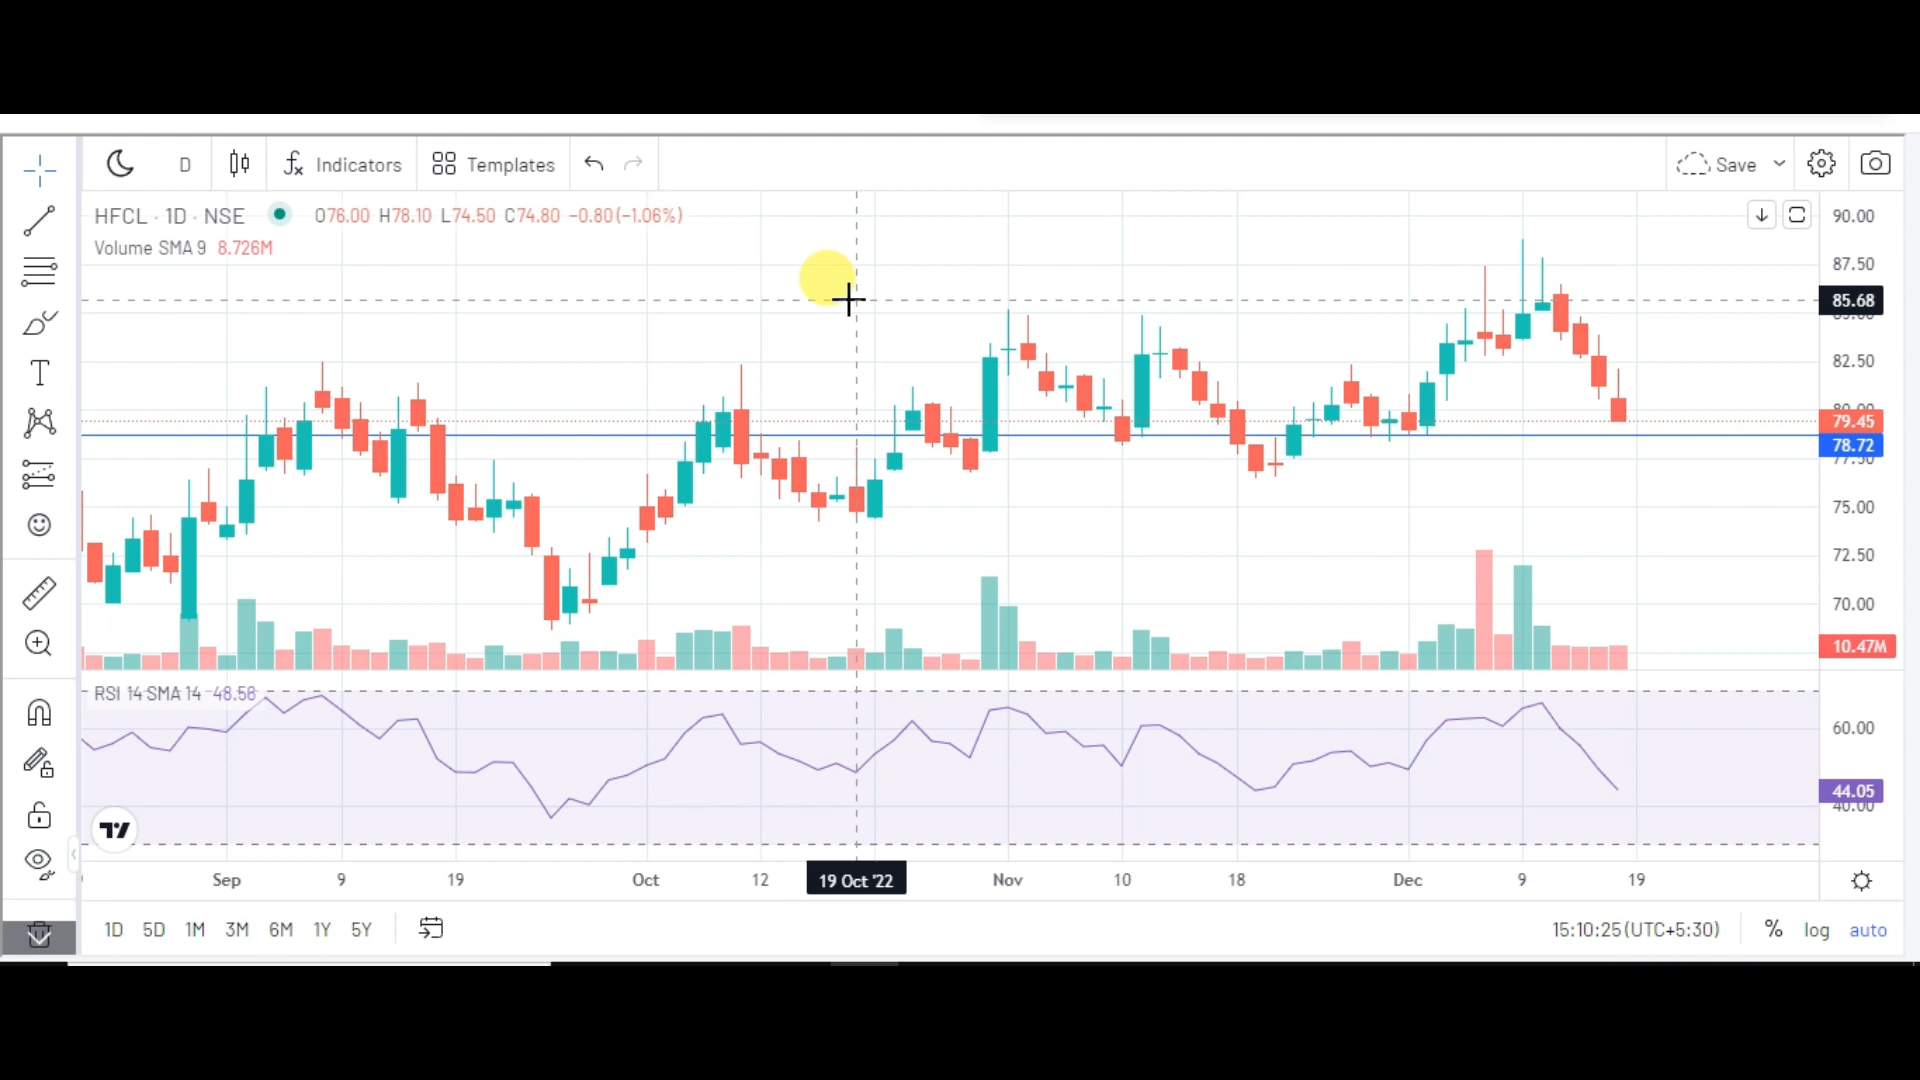 D Indicators Templates Save
HFCL · 1D · NSE O76.00 H78.10 L74.50 C74.80 −0.80 (−1.06%)
Volume SMA 9 8.726M
90.00
87.50
85.68
82.50
79.45
78.72
75.00
72.50
70.00
10.47M
RSI 14 SMA 14 48.56
60.00
44.05
40.00
Sep 9 19 Oct 12 19 Oct '22 Nov 10 18 Dec 9 19
1D 5D 1M 3M 6M 1Y 5Y 15:10:25 (UTC+5:30) % log auto